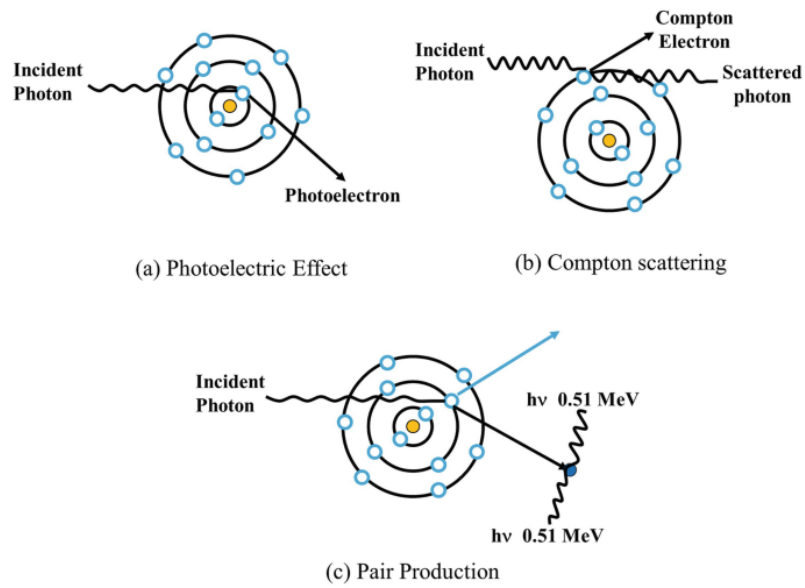 Incident
Photon
Photoelectron
(a) Photoelectric Effect
Compton
Electron
Incident
Photon
Scattered
photon
(b) Compton scattering
Incident
Photon
hν 0.51 MeV
hν 0.51 MeV
(c) Pair Production